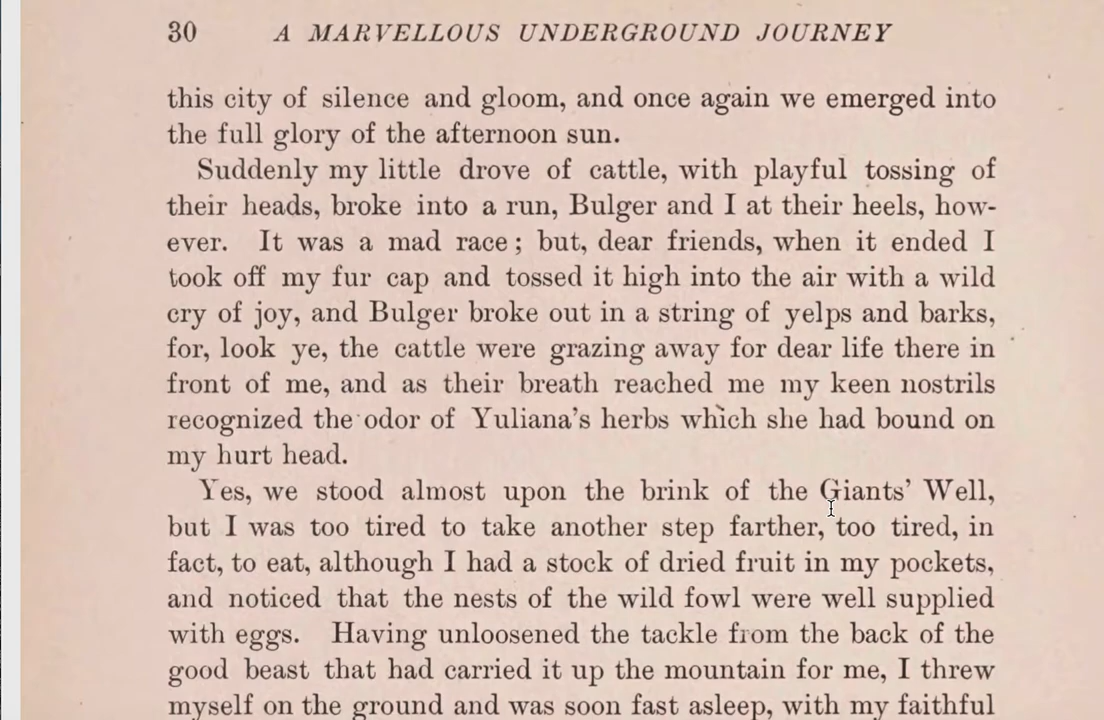 30 A MARVELLOUS UNDERGROUND JOURNEY
this city of silence and gloom, and once again we emerged into
the full glory of the afternoon sun.
Suddenly my little drove of cattle, with playful tossing of
their heads, broke into a run, Bulger and I at their heels, how-
ever. It was a mad race; but, dear friends, when it ended I
took off my fur cap and tossed it high into the air with a wild
cry of joy, and Bulger broke out in a string of yelps and barks,
for, look ye, the cattle were grazing away for dear life there in
front of me, and as their breath reached me my keen nostrils
recognized the odor of Yuliana's herbs which she had bound on
my hurt head.
Yes, we stood almost upon the brink of the Giants' Well,
but I was too tired to take another step farther, too tired, in
fact, to eat, although I had a stock of dried fruit in my pockets,
and noticed that the nests of the wild fowl were well supplied
with eggs. Having unloosened the tackle from the back of the
good beast that had carried it up the mountain for me, I threw
myself on the ground and was soon fast asleep, with my faithful